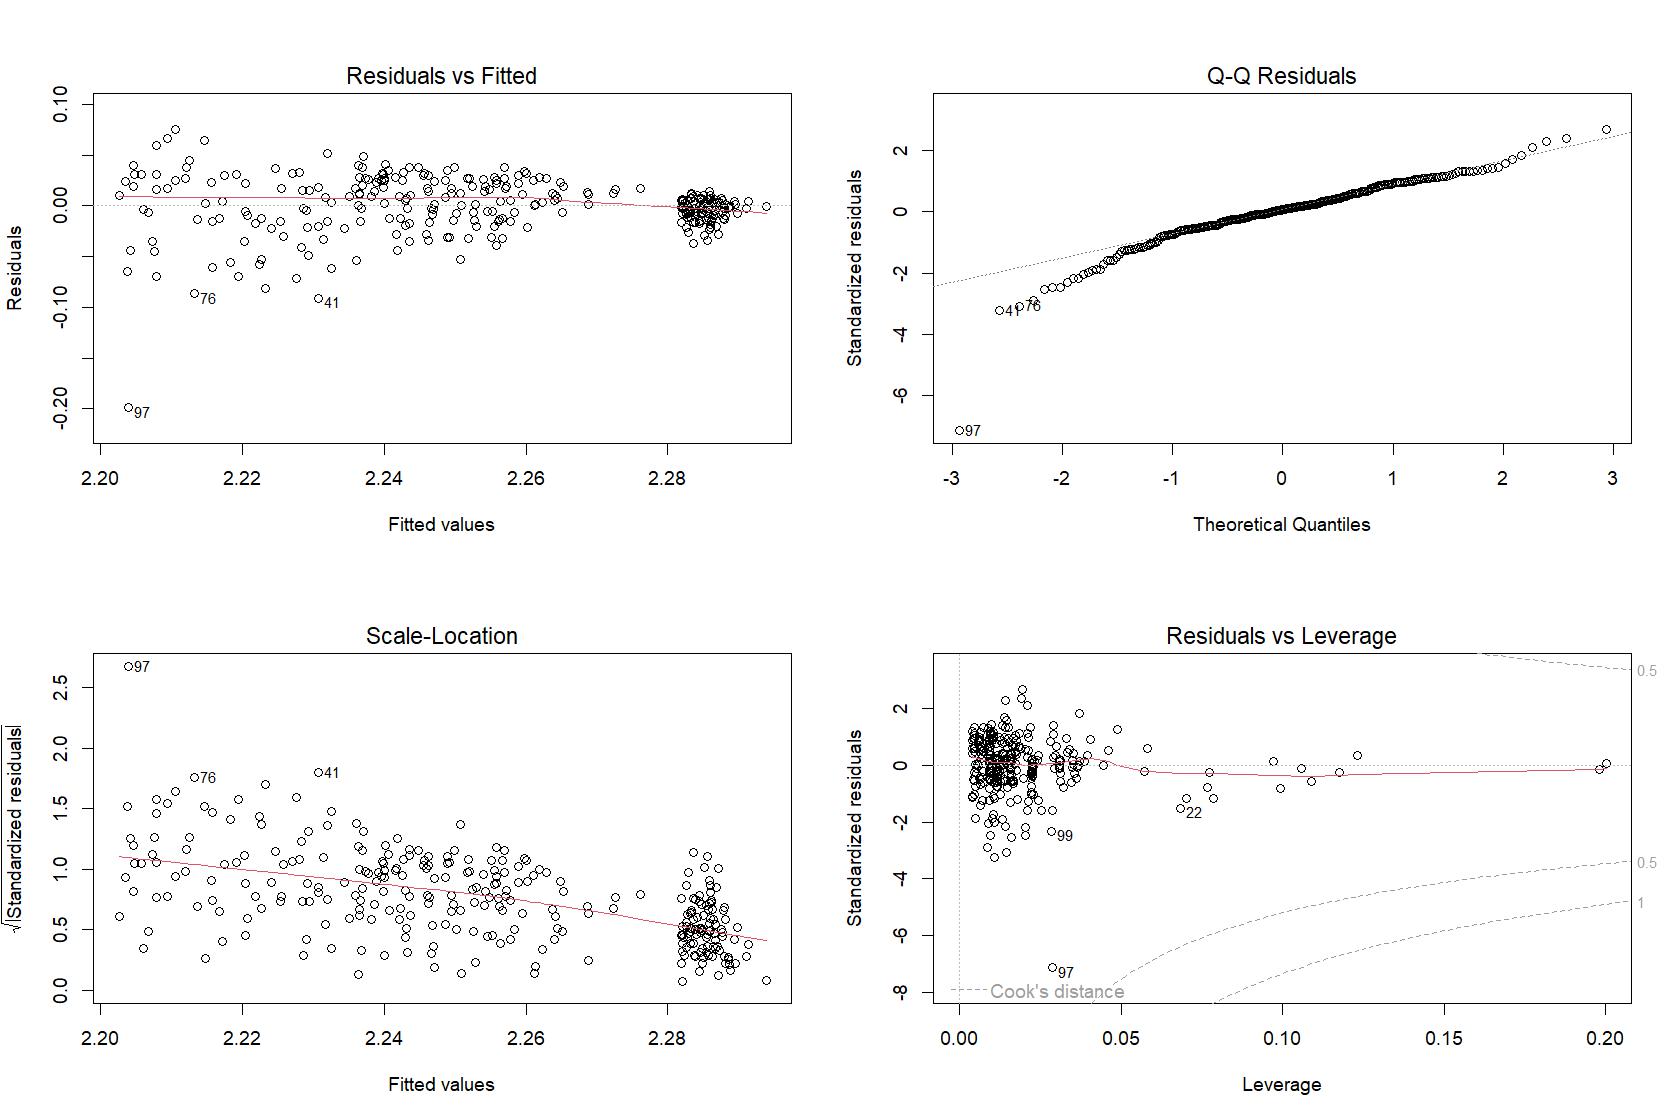 Residuals vs Fitted
Residuals
0.10
0.00
-0.10
-0.20
76
41
97
2.20 2.22 2.24 2.26 2.28
Fitted values
Q-Q Residuals
Standardized residuals
2
0
-2
-4
-6
41
76
97
-3 -2 -1 0 1 2 3
Theoretical Quantiles
Scale-Location
√|Standardized residuals|
2.5
2.0
1.5
1.0
0.5
0.0
97
76
41
2.20 2.22 2.24 2.26 2.28
Fitted values
Residuals vs Leverage
Standardized residuals
2
0
-2
-4
-6
-8
0.5
22
99
0.5
1
97
Cook's distance
0.00 0.05 0.10 0.15 0.20
Leverage